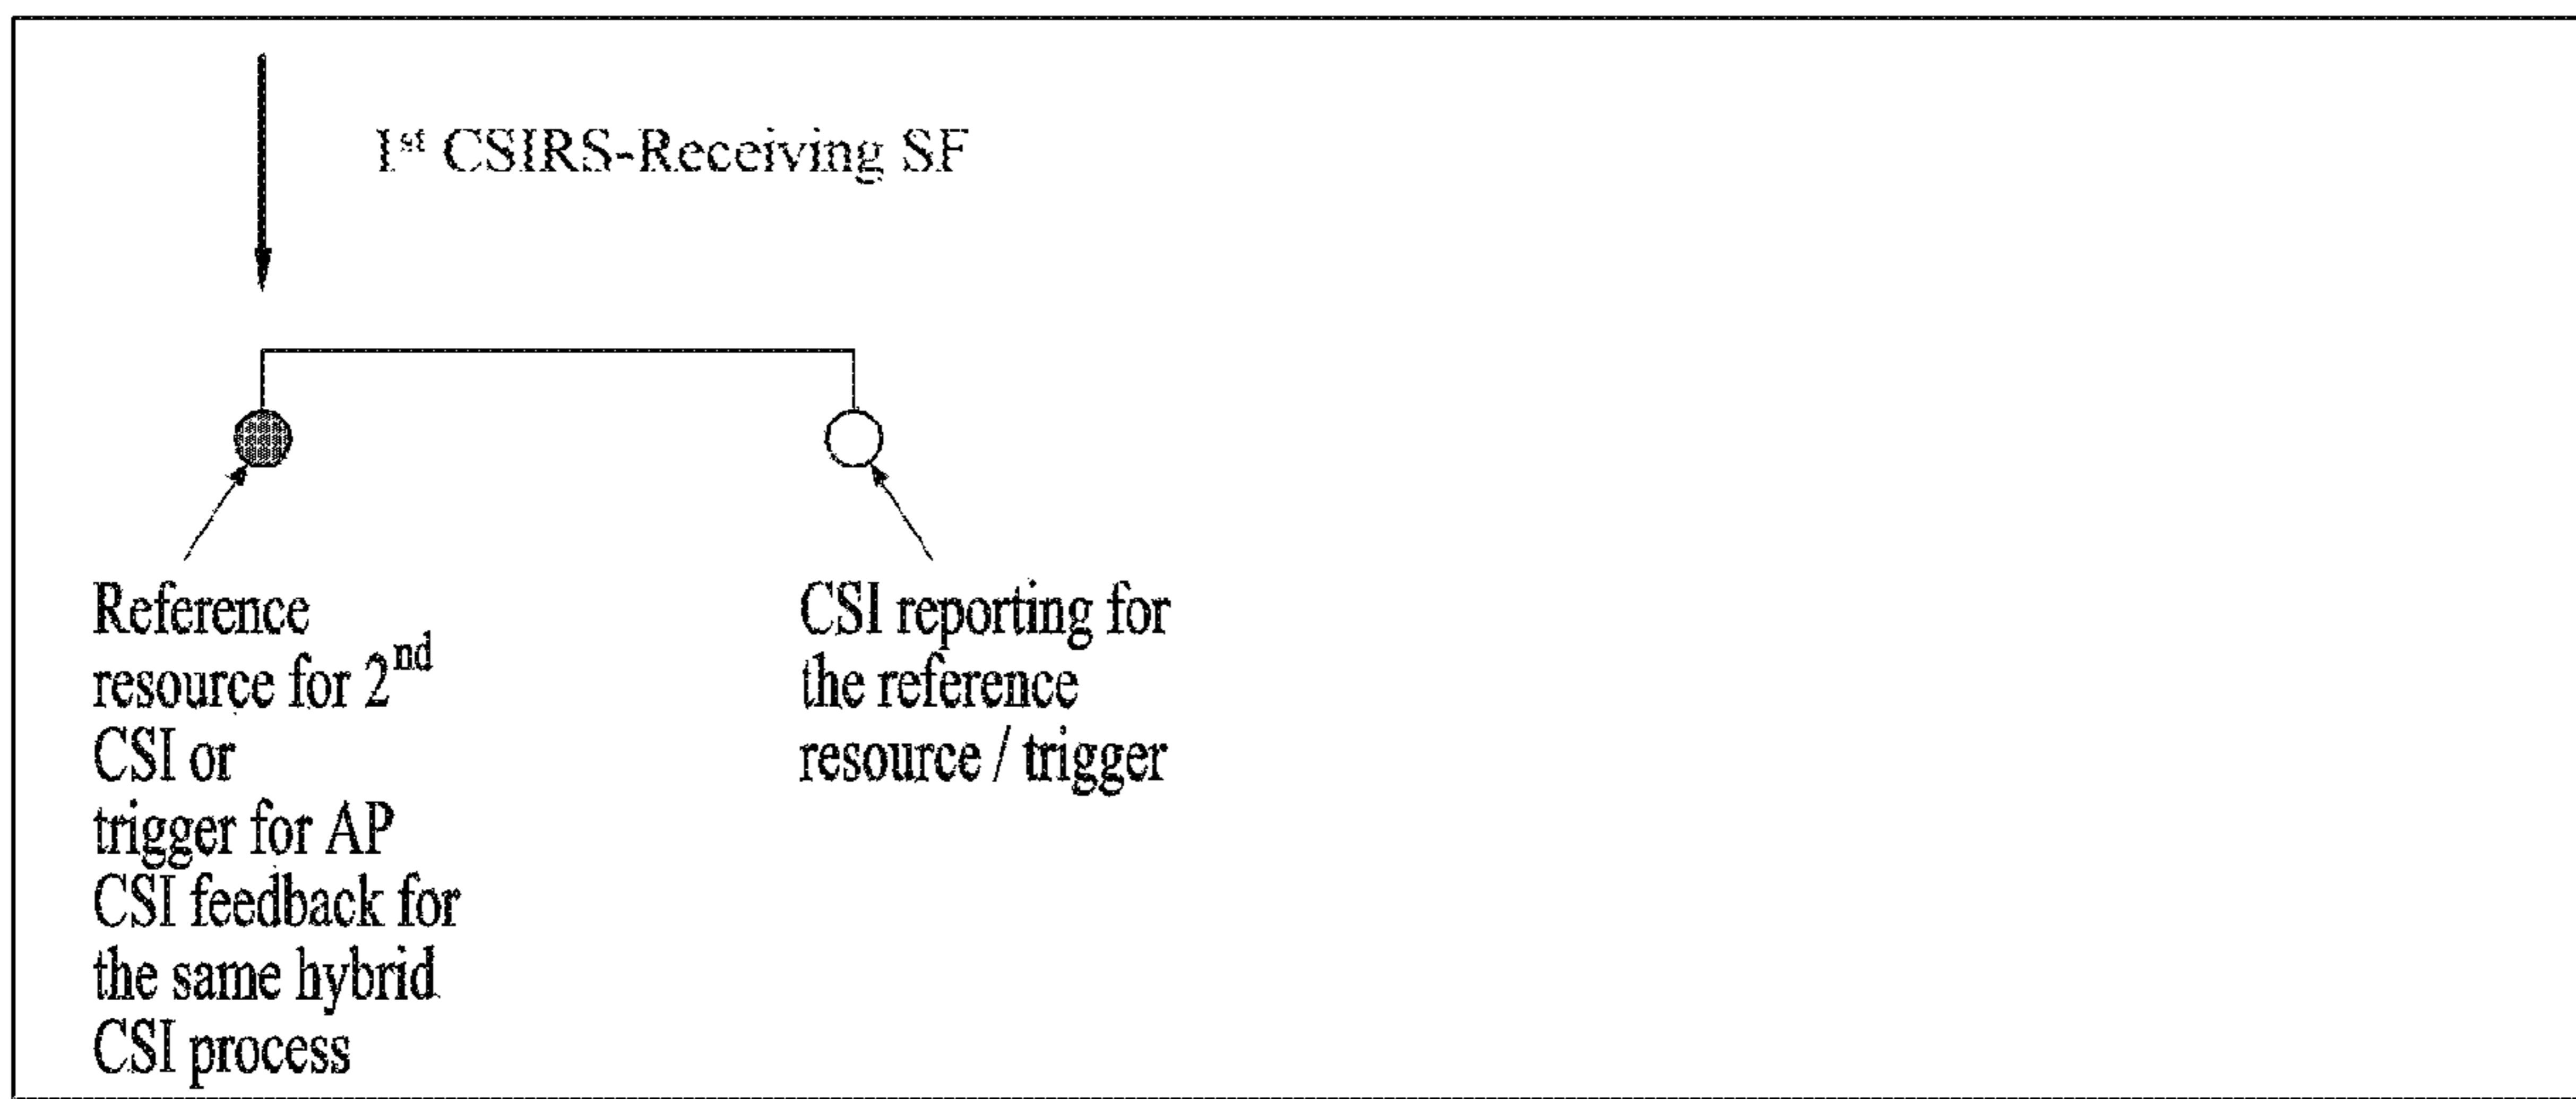 1st CSIRS-Receiving SF
Reference
resource for 2nd
CSI or
trigger for AP
CSI feedback for
the same hybrid
CSI process
CSI reporting for
the reference
resource / trigger